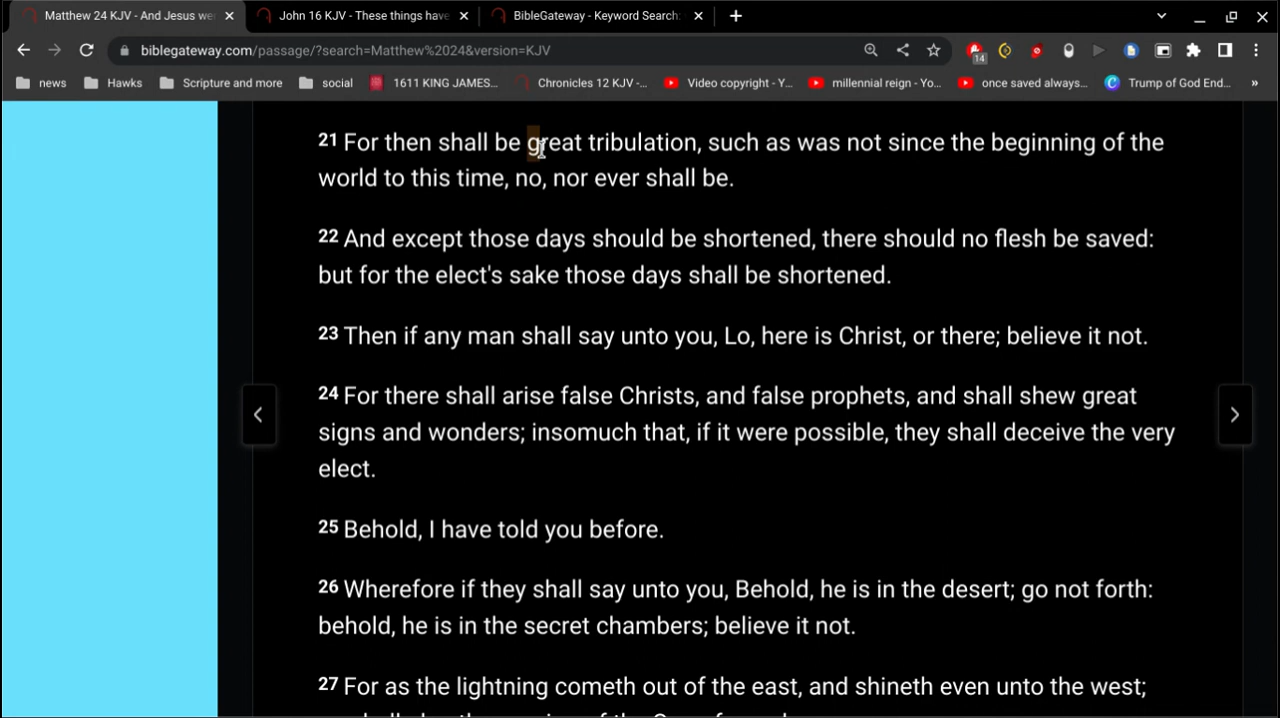 Matthew 24 KJV - And Jesus we
John 16 KJV - These things have
BibleGateway - Keyword Search:
biblegateway.com/passage/?search=Matthew%2024&version=KJV
14
news
Hawks
Scripture and more
social
1611 KING JAMES...
Chronicles 12 KJV -...
Video copyright - Y...
millennial reign - Yo...
once saved always...
Trump of God End...
»
21 For then shall be great tribulation, such as was not since the beginning of the
world to this time, no, nor ever shall be.
22 And except those days should be shortened, there should no flesh be saved:
but for the elect's sake those days shall be shortened.
23 Then if any man shall say unto you, Lo, here is Christ, or there; believe it not.
24 For there shall arise false Christs, and false prophets, and shall shew great
signs and wonders; insomuch that, if it were possible, they shall deceive the very
elect.
25 Behold, I have told you before.
26 Wherefore if they shall say unto you, Behold, he is in the desert; go not forth:
behold, he is in the secret chambers; believe it not.
27 For as the lightning cometh out of the east, and shineth even unto the west;